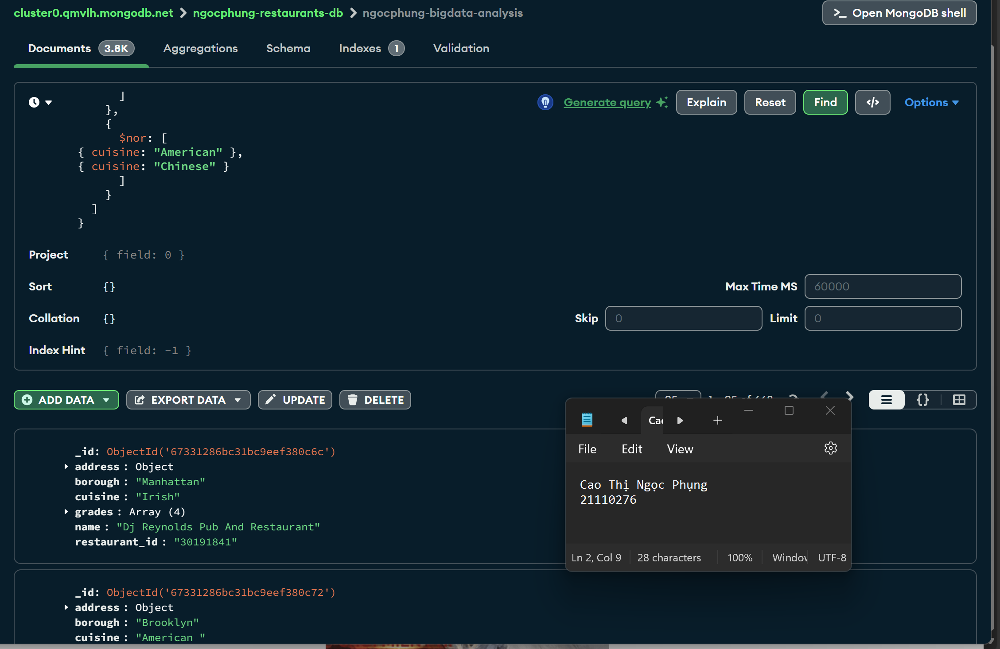 cluster0.qmvlh.mongodb.net > ngocphung-restaurants-db > ngocphung-bigdata-analysis
>_ Open MongoDB shell
Documents 3.8K Aggregations Schema Indexes 1 Validation
]
},
{
$nor: [
{ cuisine: "American" },
{ cuisine: "Chinese" }
]
}
]
}
Generate query Explain Reset Find </> Options
Project { field: 0 }
Sort {}
Max Time MS 60000
Collation {}
Skip 0 Limit 0
Index Hint { field: -1 }
ADD DATA EXPORT DATA UPDATE DELETE
{}
_id: ObjectId('67331286bc31bc9eef380c6c')
address : Object
borough : "Manhattan"
cuisine : "Irish"
grades : Array (4)
name : "Dj Reynolds Pub And Restaurant"
restaurant_id : "30191841"
_id: ObjectId('67331286bc31bc9eef380c72')
address : Object
borough : "Brooklyn"
cuisine : "American "
File Edit View
Cao Thị Ngọc Phụng
21110276
Ln 2, Col 9 28 characters 100% UTF-8